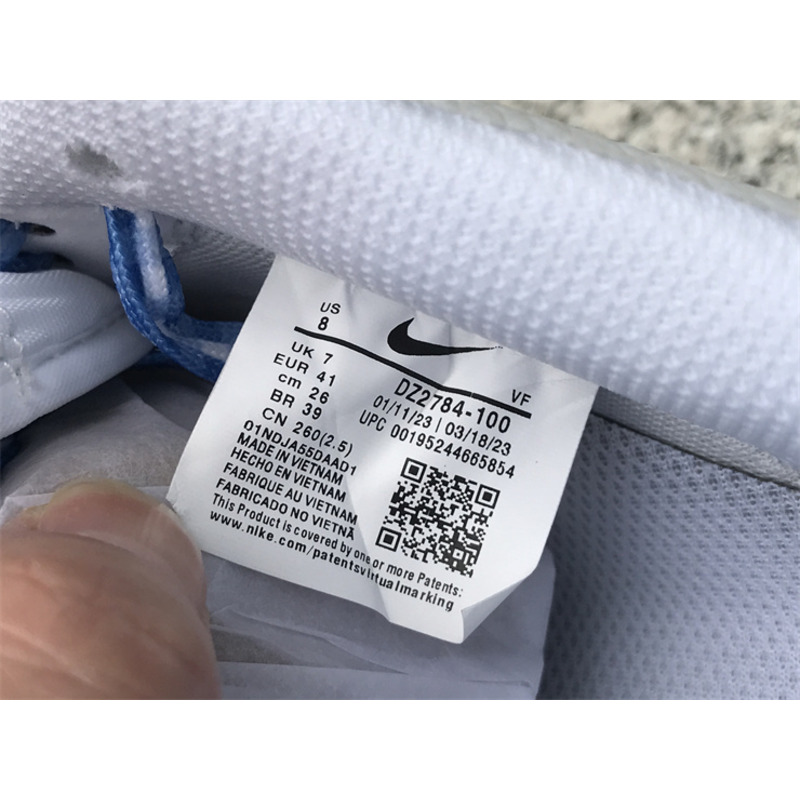 US
8
VF
UK 7
EUR 41
cm 26
BR 39
CN 260(2.5)
DZ2784-100
01/11/23 | 03/18/23
UPC 00195244665854
01NDJA55DAAD1
MADE IN VIETNAM
HECHO EN VIETNAM
FABRIQUE AU VIETNAM
FABRICADO NO VIETNÃ
This Product is covered by one or more Patents:
www.nike.com/patentsvirtualmarking